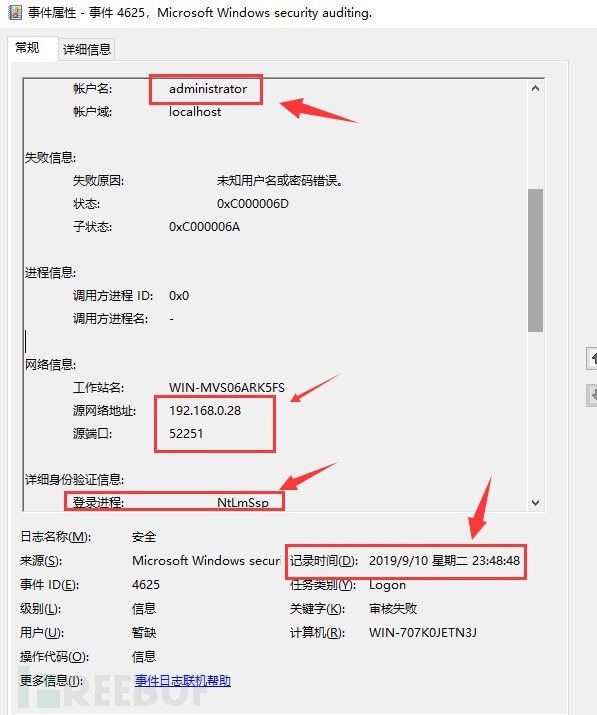 事件属性 - 事件 4625，Microsoft Windows security auditing.
常规 详细信息
帐户名: administrator
帐户域: localhost
失败信息:
失败原因: 未知用户名或密码错误。
状态: 0xC000006D
子状态: 0xC000006A
进程信息:
调用方进程 ID: 0x0
调用方进程名: -
网络信息:
工作站名: WIN-MVS06ARK5FS
源网络地址: 192.168.0.28
源端口: 52251
详细身份验证信息:
登录进程: NtLmSsp
日志名称(M): 安全
来源(S): Microsoft Windows securi 记录时间(D): 2019/9/10 星期二 23:48:48
事件 ID(E): 4625 任务类别(Y): Logon
级别(L): 信息 关键字(K): 审核失败
用户(U): 暂缺 计算机(R): WIN-707K0JETN3J
操作代码(O): 信息
更多信息(I): 事件日志联机帮助
FREEBUF